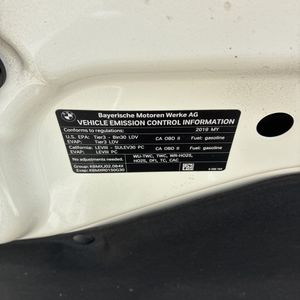 Bayerische Motoren Werke AG
VEHICLE EMISSION CONTROL INFORMATION
Conforms to regulations: 2019 MY
U.S. EPA: Tier3 - Bin30 LDV CA OBD II Fuel: gasoline
EVAP: Tier3 LDV
California: LEVIII - SULEV30 PC CA OBD II Fuel: gasoline
EVAP: LEVIII PC
No adjustments needed. WU-TWC, TWC, WR-HO2S,
HO2S, DFI, TC, CAC